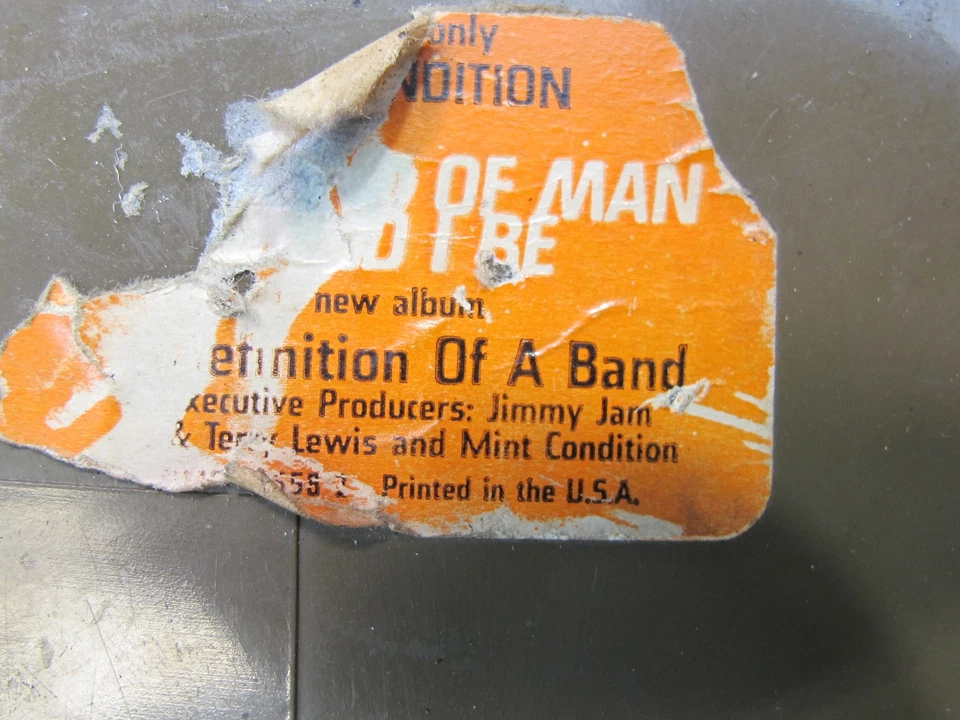 only
NDITION
OF MAN
D I BE
new album
efinition Of A Band
xecutive Producers: Jimmy Jam
& Terry Lewis and Mint Condition
Printed in the U.S.A.